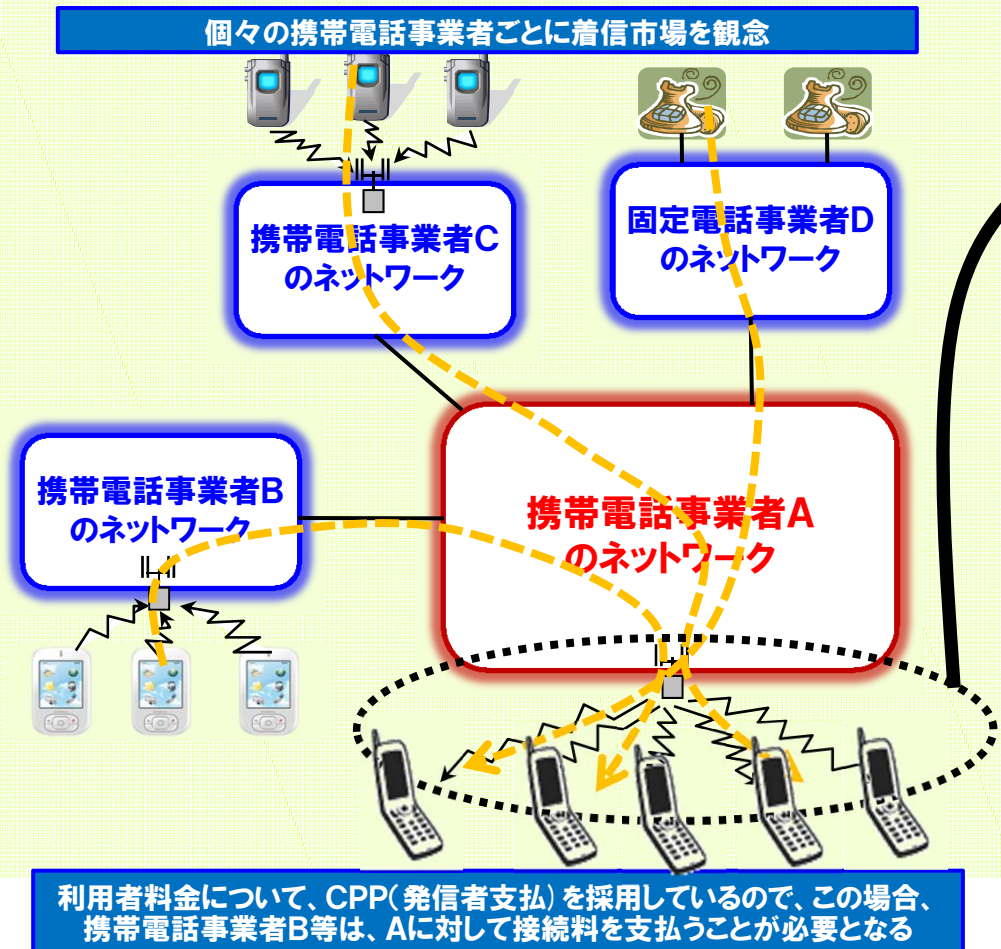 個々の携帯電話事業者ごとに着信市場を観念
携帯電話事業者C
のネットワーク
固定電話事業者D
のネットワーク
携帯電話事業者B
のネットワーク
携帯電話事業者A
のネットワーク
利用者料金について、CPP(発信者支払)を採用しているので、この場合、
携帯電話事業者B等は、Aに対して接続料を支払うことが必要となる